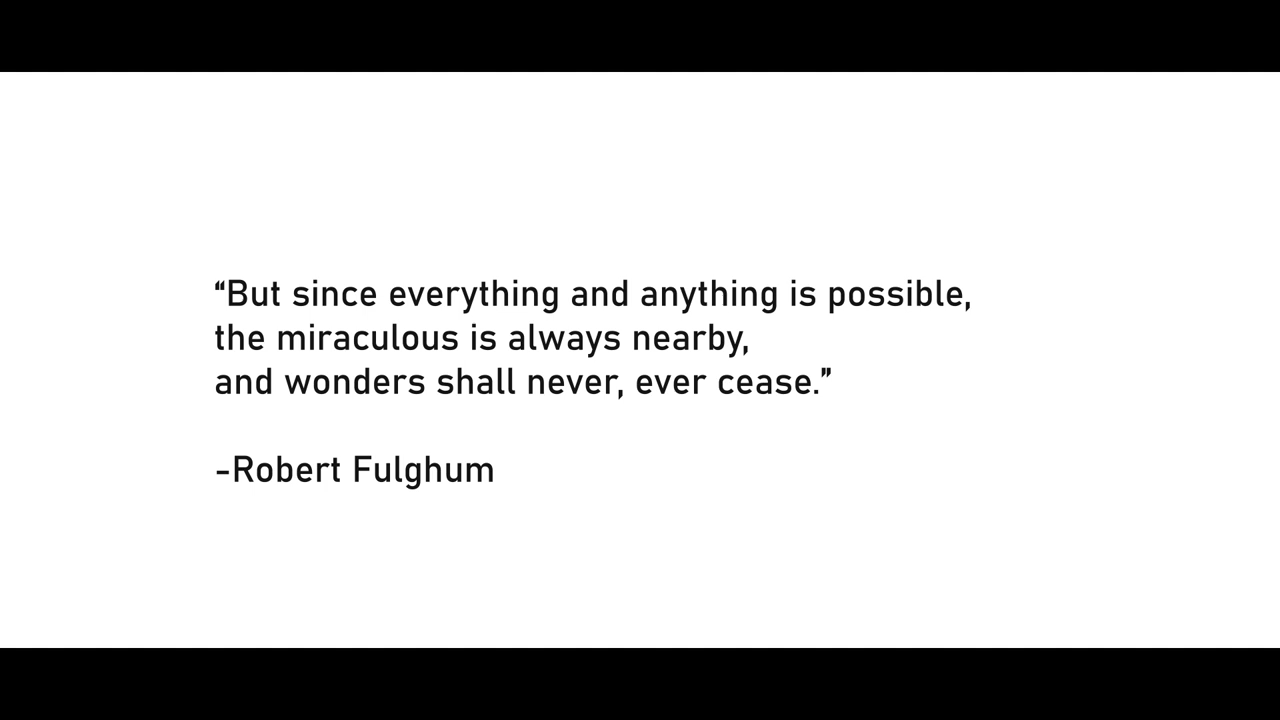 “But since everything and anything is possible,
the miraculous is always nearby,
and wonders shall never, ever cease.”
-Robert Fulghum